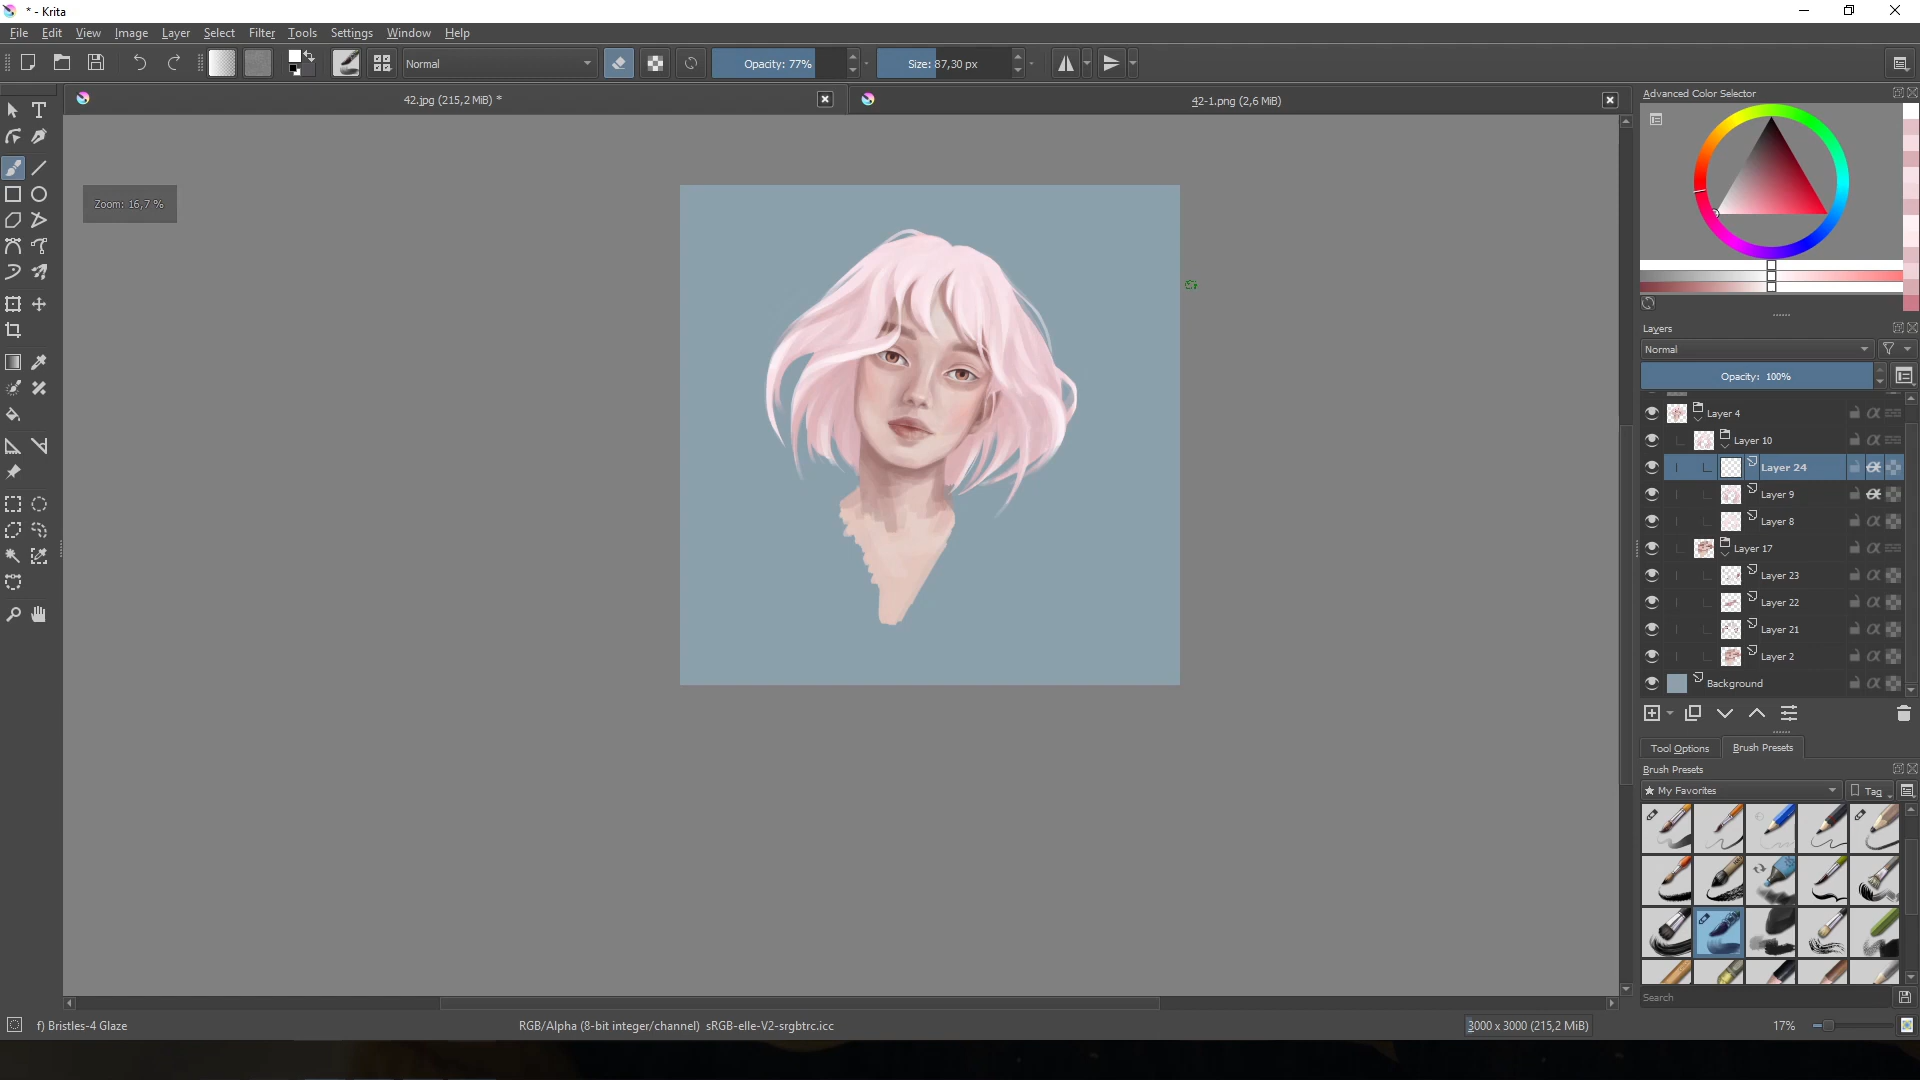 * - Krita
File Edit View Image Layer Select Filter Tools Settings Window Help
Normal Opacity: 77% Size: 87,30 px
42.jpg (215,2 MiB) * 42-1.png (2,6 MiB)
Zoom: 16,7 %
Advanced Color Selector
Layers
Normal
Opacity: 100%
Layer 4
Layer 10
Layer 24
Layer 9
Layer 8
Layer 17
Layer 23
Layer 22
Layer 21
Layer 2
Background
Tool Options Brush Presets
Brush Presets
★ My Favorites Tag
Search
f) Bristles-4 Glaze RGB/Alpha (8-bit integer/channel) sRGB-elle-V2-srgbtrc.icc 3000 x 3000 (215,2 MiB) 17%